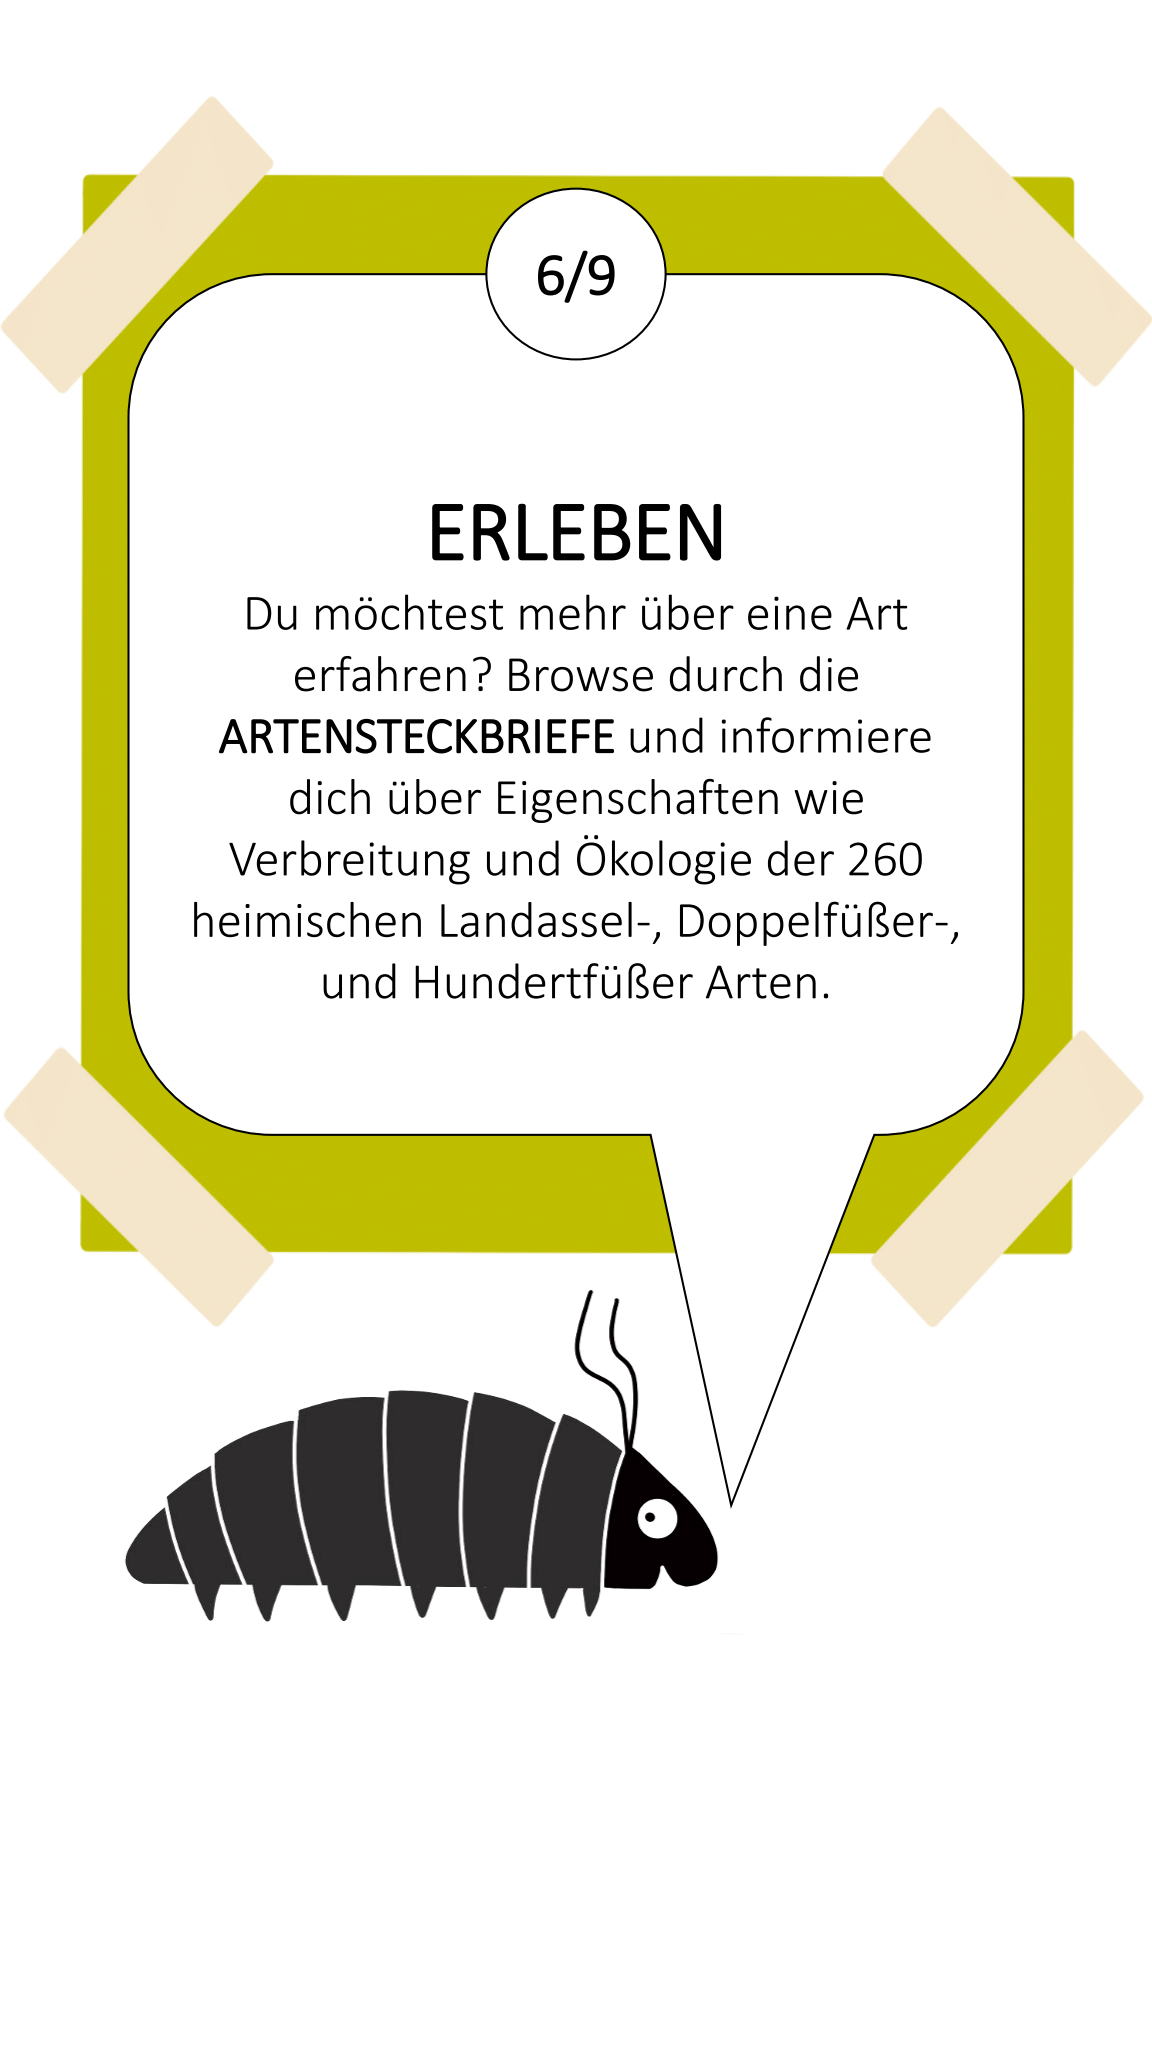 6/9
ERLEBEN
Du möchtest mehr über eine Art
erfahren? Browse durch die
ARTENSTECKBRIEFE und informiere
dich über Eigenschaften wie
Verbreitung und Ökologie der 260
heimischen Landassel-, Doppelfüßer-,
und Hundertfüßer Arten.